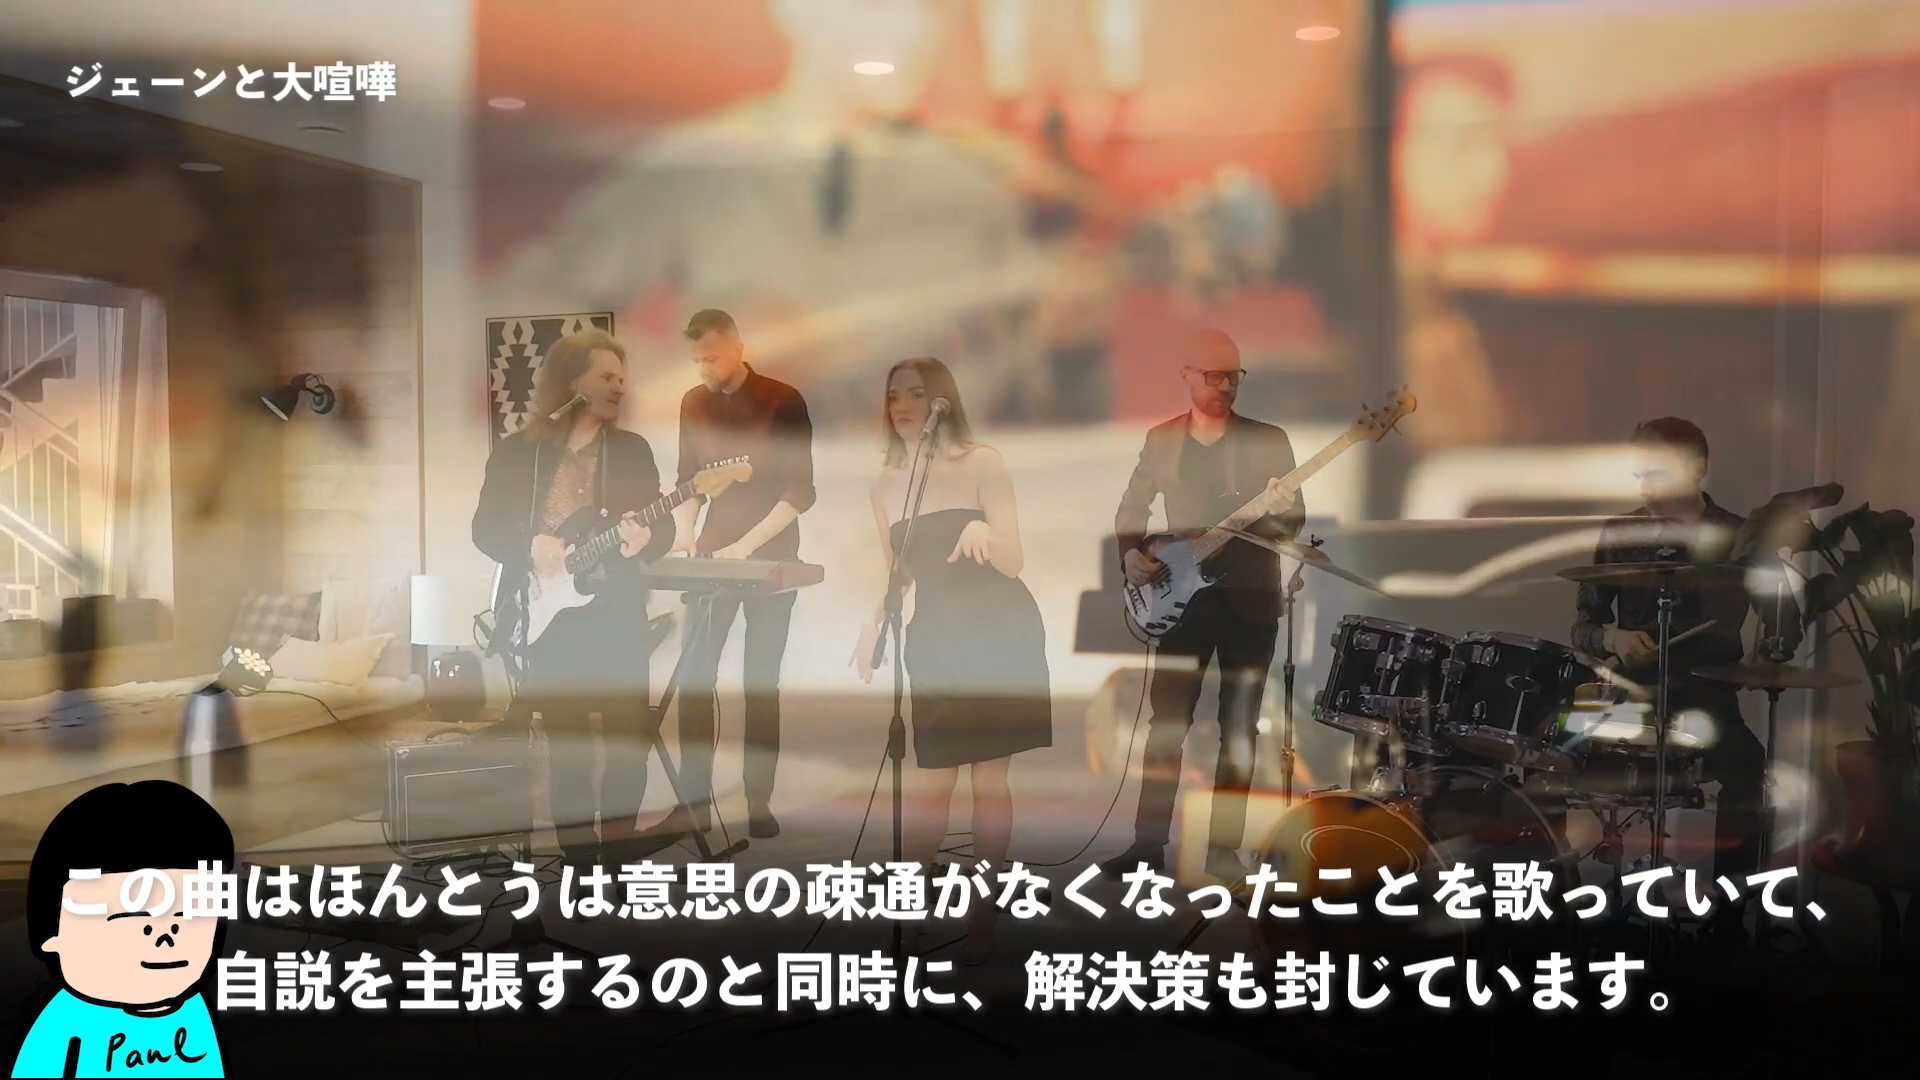 ジェーンと大喧嘩
この曲はほんとうは意思の疎通がなくなったことを歌っていて、
自説を主張するのと同時に、解決策も封じています。
Paul